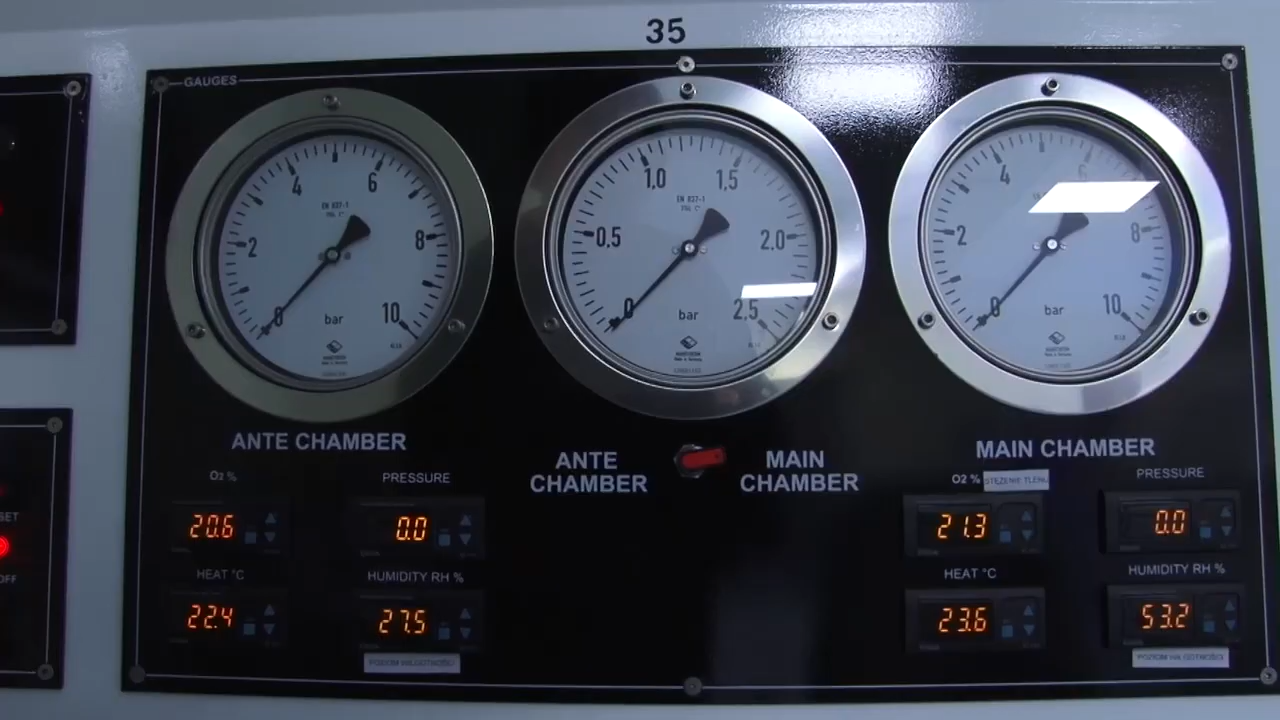 35
GAUGES
4
6
EN 837-1
2
8
0
10
bar
1,0
1,5
EN 837-1
0,5
2,0
0
2,5
bar
4
6
2
8
0
10
bar
ANTE CHAMBER
ANTE
CHAMBER
MAIN
CHAMBER
MAIN CHAMBER
O2 %
PRESSURE
20.6
0.0
HEAT °C
HUMIDITY RH %
22.4
27.5
POZIOM WILGOTNOŚCI
O2 %
STĘŻENIE TLENU
PRESSURE
21.3
0.0
HEAT °C
HUMIDITY RH %
23.6
53.2
POZIOM WILGOTNOŚCI
SET
OFF